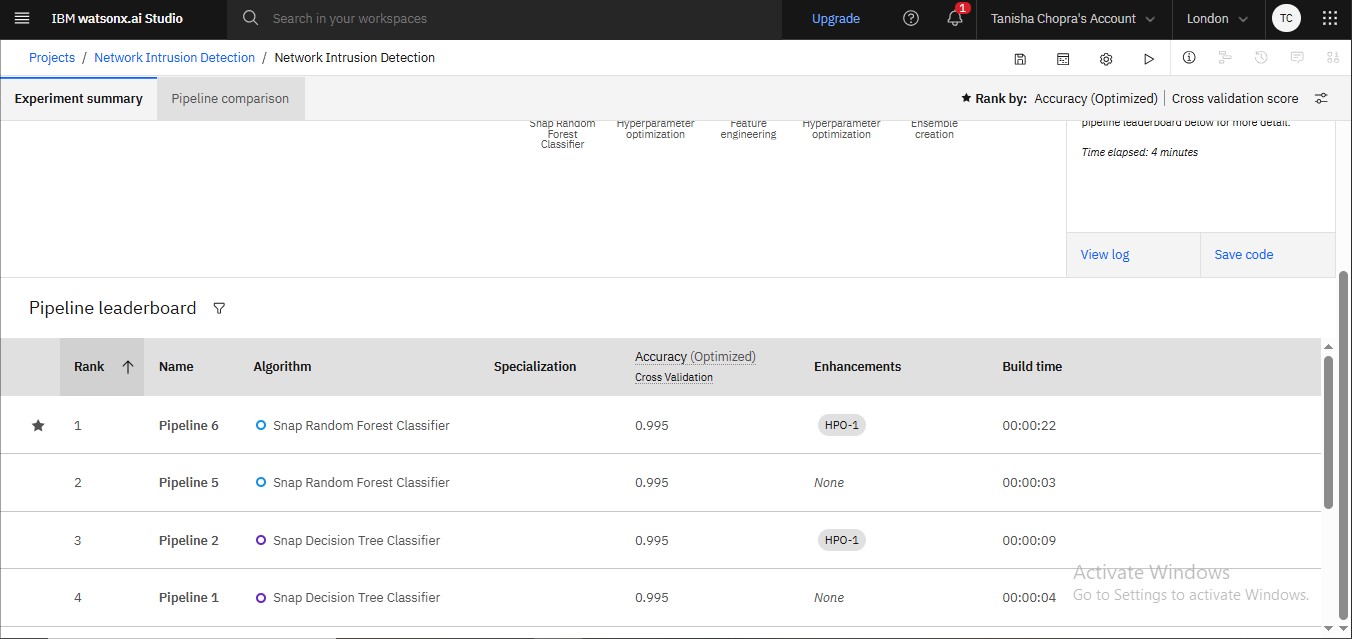 IBM watsonx.ai Studio
Search in your workspaces
Upgrade
1
Tanisha Chopra's Account
London
TC
Projects / Network Intrusion Detection / Network Intrusion Detection
Experiment summary
Pipeline comparison
Rank by: Accuracy (Optimized) | Cross validation score
Snap Random
Forest
Classifier
Hyperparameter
optimization
Feature
engineering
Hyperparameter
optimization
Ensemble
creation
pipeline leaderboard below for more detail.
Time elapsed: 4 minutes
View log
Save code
Pipeline leaderboard
Rank Name Algorithm Specialization Accuracy (Optimized) Enhancements Build time
Cross Validation
1 Pipeline 6 Snap Random Forest Classifier 0.995 HPO-1 00:00:22
2 Pipeline 5 Snap Random Forest Classifier 0.995 None 00:00:03
3 Pipeline 2 Snap Decision Tree Classifier 0.995 HPO-1 00:00:09
4 Pipeline 1 Snap Decision Tree Classifier 0.995 None 00:00:04
Activate Windows
Go to Settings to activate Windows.